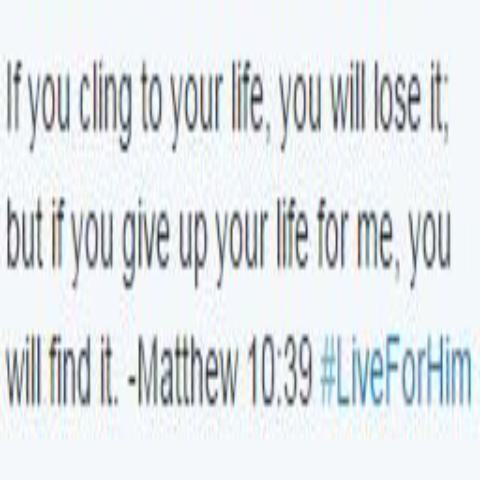 If you cling to your life, you will lose it;
but if you give up your life for me, you
will find it. -Matthew 10:39 #LiveForHim